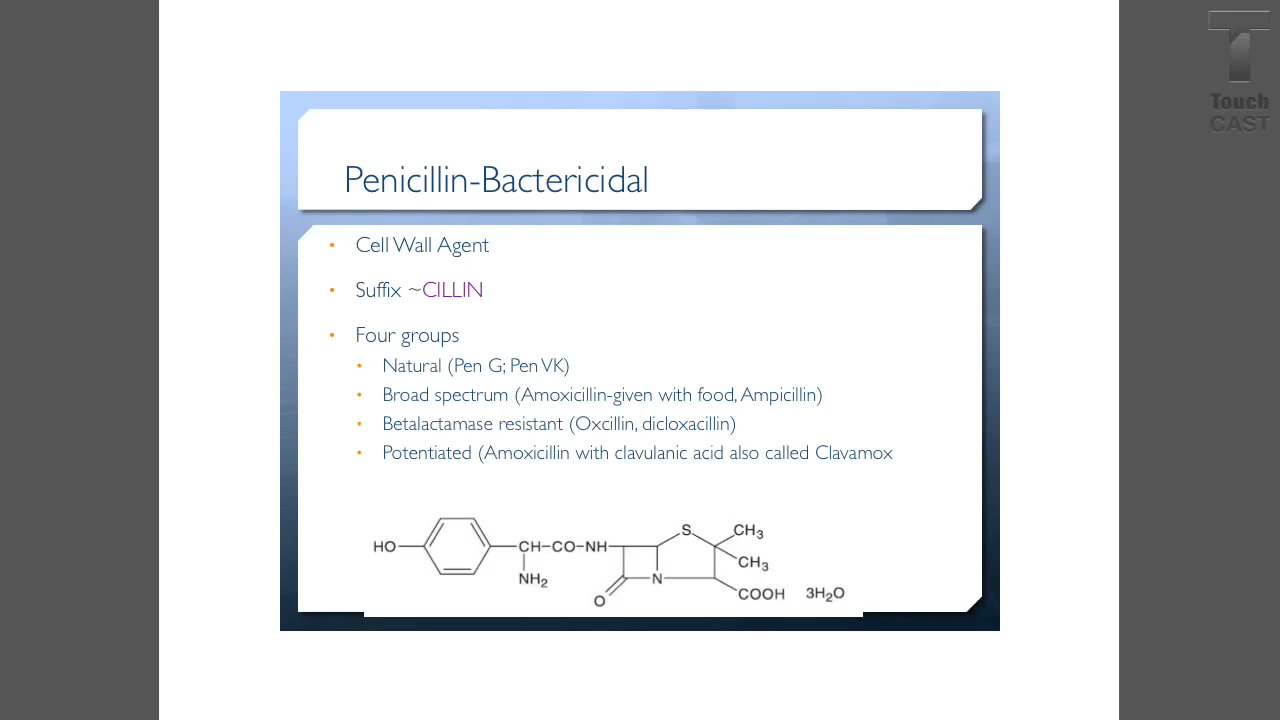 Touch
CAST
Penicillin-Bactericidal
• Cell Wall Agent
• Suffix ~CILLIN
• Four groups
• Natural (Pen G; Pen VK)
• Broad spectrum (Amoxicillin-given with food, Ampicillin)
• Betalactamase resistant (Oxcillin, dicloxacillin)
• Potentiated (Amoxicillin with clavulanic acid also called Clavamox
HO CH-CO-NH S CH3
CH3
NH2 N
O COOH 3H2O